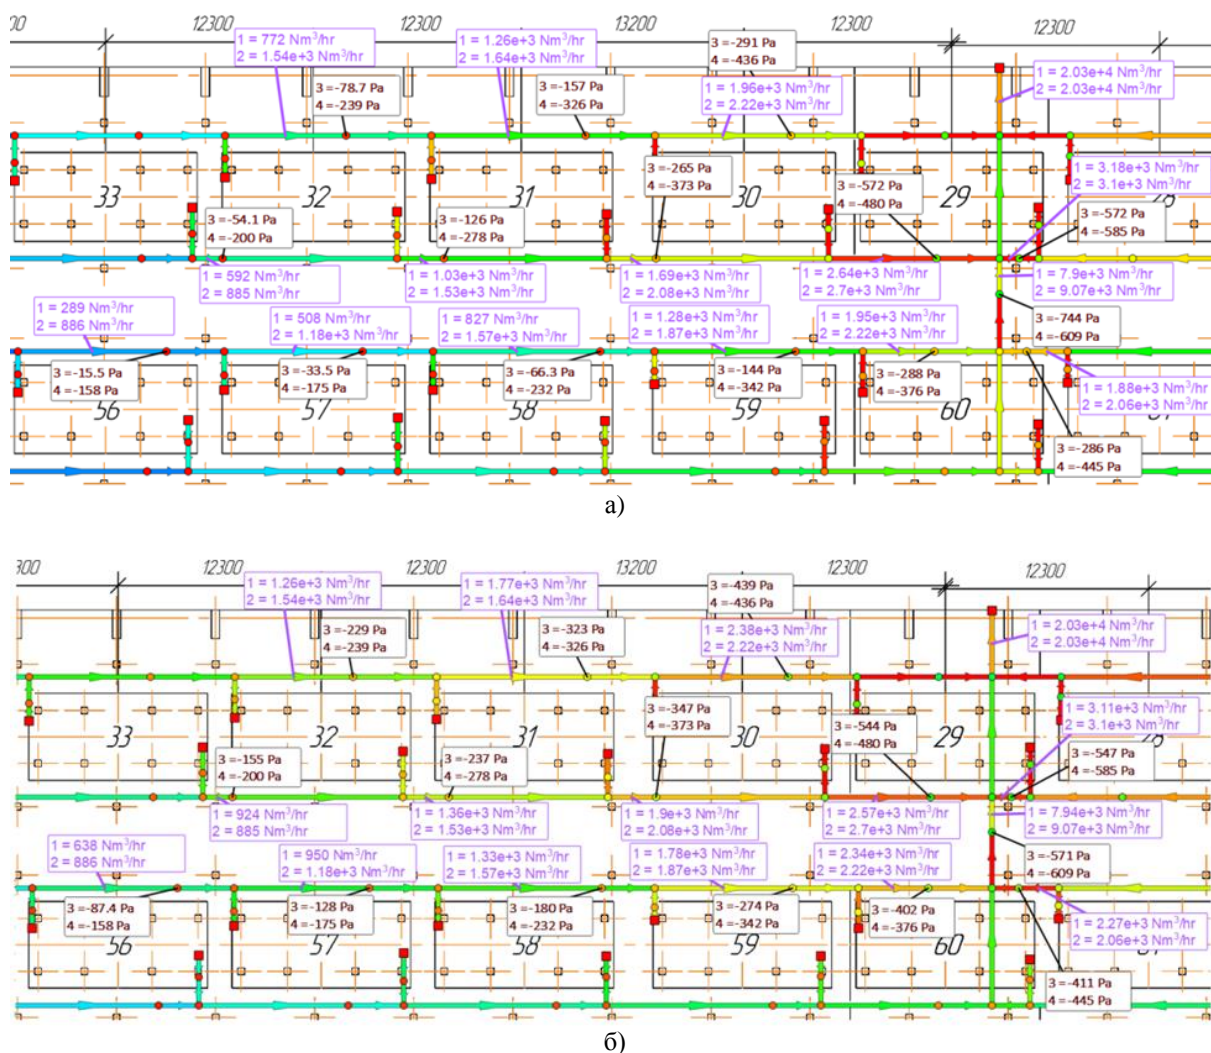 300
12300
12300
13200
12300
12300
1 = 772 Nm³/hr
2 = 1.54e+3 Nm³/hr
1 = 1.26e+3 Nm³/hr
2 = 1.64e+3 Nm³/hr
3 =-291 Pa
4 =-436 Pa
3 =-78.7 Pa
4 =-239 Pa
3 =-157 Pa
4 =-326 Pa
1 = 1.96e+3 Nm³/hr
2 = 2.22e+3 Nm³/hr
1 = 2.03e+4 Nm³/hr
2 = 2.03e+4 Nm³/hr
33
32
31
30
29
3 =-265 Pa
4 =-373 Pa
3 =-572 Pa
4 =-480 Pa
1 = 3.18e+3 Nm³/hr
2 = 3.1e+3 Nm³/hr
3 =-54.1 Pa
4 =-200 Pa
3 =-126 Pa
4 =-278 Pa
3 =-572 Pa
4 =-585 Pa
1 = 592 Nm³/hr
2 = 885 Nm³/hr
1 = 1.03e+3 Nm³/hr
2 = 1.53e+3 Nm³/hr
1 = 1.69e+3 Nm³/hr
2 = 2.08e+3 Nm³/hr
1 = 2.64e+3 Nm³/hr
2 = 2.7e+3 Nm³/hr
1 = 7.9e+3 Nm³/hr
2 = 9.07e+3 Nm³/hr
1 = 289 Nm³/hr
2 = 886 Nm³/hr
1 = 508 Nm³/hr
2 = 1.18e+3 Nm³/hr
1 = 827 Nm³/hr
2 = 1.57e+3 Nm³/hr
1 = 1.28e+3 Nm³/hr
2 = 1.87e+3 Nm³/hr
1 = 1.95e+3 Nm³/hr
2 = 2.22e+3 Nm³/hr
3 =-744 Pa
4 =-609 Pa
3 =-15.5 Pa
4 =-158 Pa
3 =-33.5 Pa
4 =-175 Pa
3 =-66.3 Pa
4 =-232 Pa
3 =-144 Pa
4 =-342 Pa
3 =-288 Pa
4 =-376 Pa
1 = 1.88e+3 Nm³/hr
2 = 2.06e+3 Nm³/hr
56
57
58
59
60
3 =-286 Pa
4 =-445 Pa
а)
300
12300
12300
13200
12300
12300
1 = 1.26e+3 Nm³/hr
2 = 1.54e+3 Nm³/hr
1 = 1.77e+3 Nm³/hr
2 = 1.64e+3 Nm³/hr
3 =-439 Pa
4 =-436 Pa
3 =-229 Pa
4 =-239 Pa
3 =-323 Pa
4 =-326 Pa
1 = 2.38e+3 Nm³/hr
2 = 2.22e+3 Nm³/hr
1 = 2.03e+4 Nm³/hr
2 = 2.03e+4 Nm³/hr
33
32
31
30
29
3 =-347 Pa
4 =-373 Pa
3 =-544 Pa
4 =-480 Pa
1 = 3.11e+3 Nm³/hr
2 = 3.1e+3 Nm³/hr
3 =-155 Pa
4 =-200 Pa
3 =-237 Pa
4 =-278 Pa
3 =-547 Pa
4 =-585 Pa
1 = 924 Nm³/hr
2 = 885 Nm³/hr
1 = 1.36e+3 Nm³/hr
2 = 1.53e+3 Nm³/hr
1 = 1.9e+3 Nm³/hr
2 = 2.08e+3 Nm³/hr
1 = 2.57e+3 Nm³/hr
2 = 2.7e+3 Nm³/hr
1 = 7.94e+3 Nm³/hr
2 = 9.07e+3 Nm³/hr
1 = 638 Nm³/hr
2 = 886 Nm³/hr
1 = 950 Nm³/hr
2 = 1.18e+3 Nm³/hr
1 = 1.33e+3 Nm³/hr
2 = 1.57e+3 Nm³/hr
1 = 1.78e+3 Nm³/hr
2 = 1.87e+3 Nm³/hr
1 = 2.34e+3 Nm³/hr
2 = 2.22e+3 Nm³/hr
3 =-571 Pa
4 =-609 Pa
3 =-87.4 Pa
4 =-158 Pa
3 =-128 Pa
4 =-175 Pa
3 =-180 Pa
4 =-232 Pa
3 =-274 Pa
4 =-342 Pa
3 =-402 Pa
4 =-376 Pa
1 = 2.27e+3 Nm³/hr
2 = 2.06e+3 Nm³/hr
56
57
58
59
60
3 =-411 Pa
4 =-445 Pa
б)